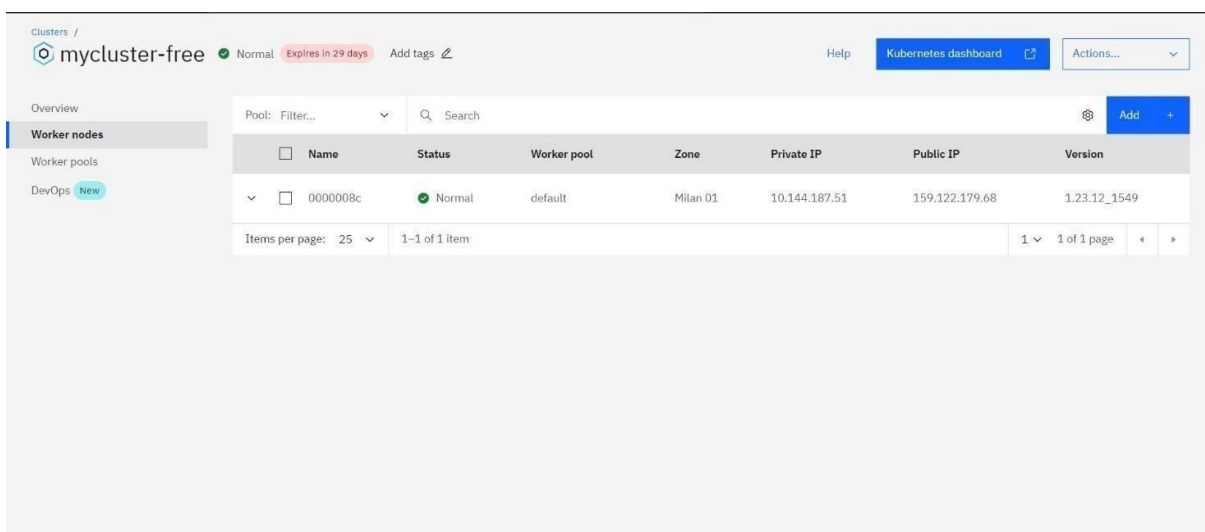 Clusters /
mycluster-free Normal Expires in 29 days Add tags Help Kubernetes dashboard Actions...
Overview
Worker nodes
Worker pools
DevOps New
Pool: Filter... Search Add +
Name Status Worker pool Zone Private IP Public IP Version
0000008c Normal default Milan 01 10.144.187.51 159.122.179.68 1.23.12_1549
Items per page: 25 1–1 of 1 item 1 1 of 1 page